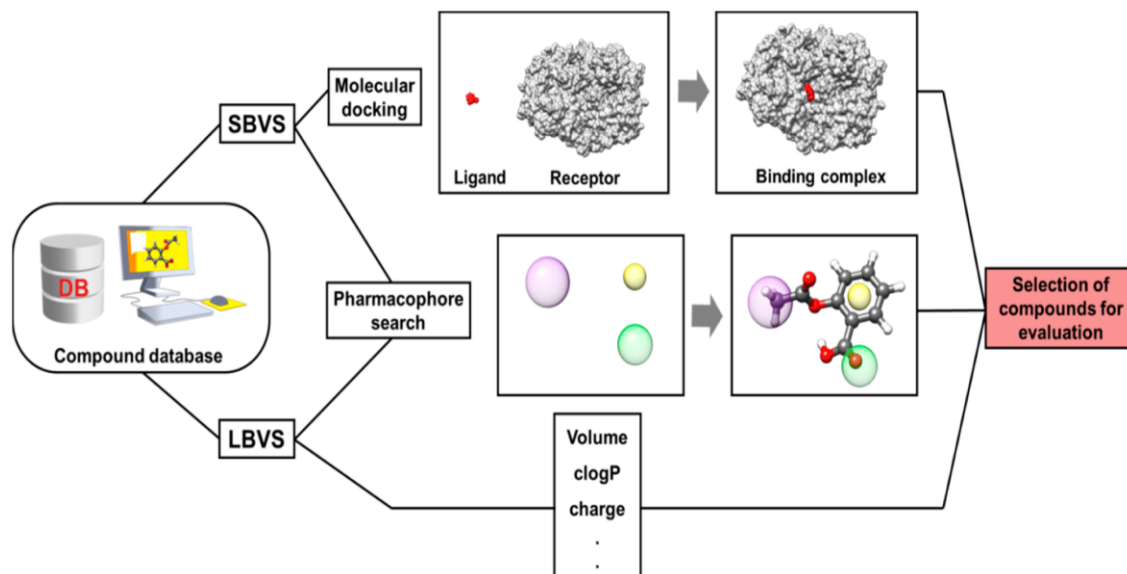 Molecular
docking
SBVS
Ligand
Receptor
Binding complex
DB
Compound database
Pharmacophore
search
Selection of
compounds for
evaluation
LBVS
Volume
clogP
charge
.
.